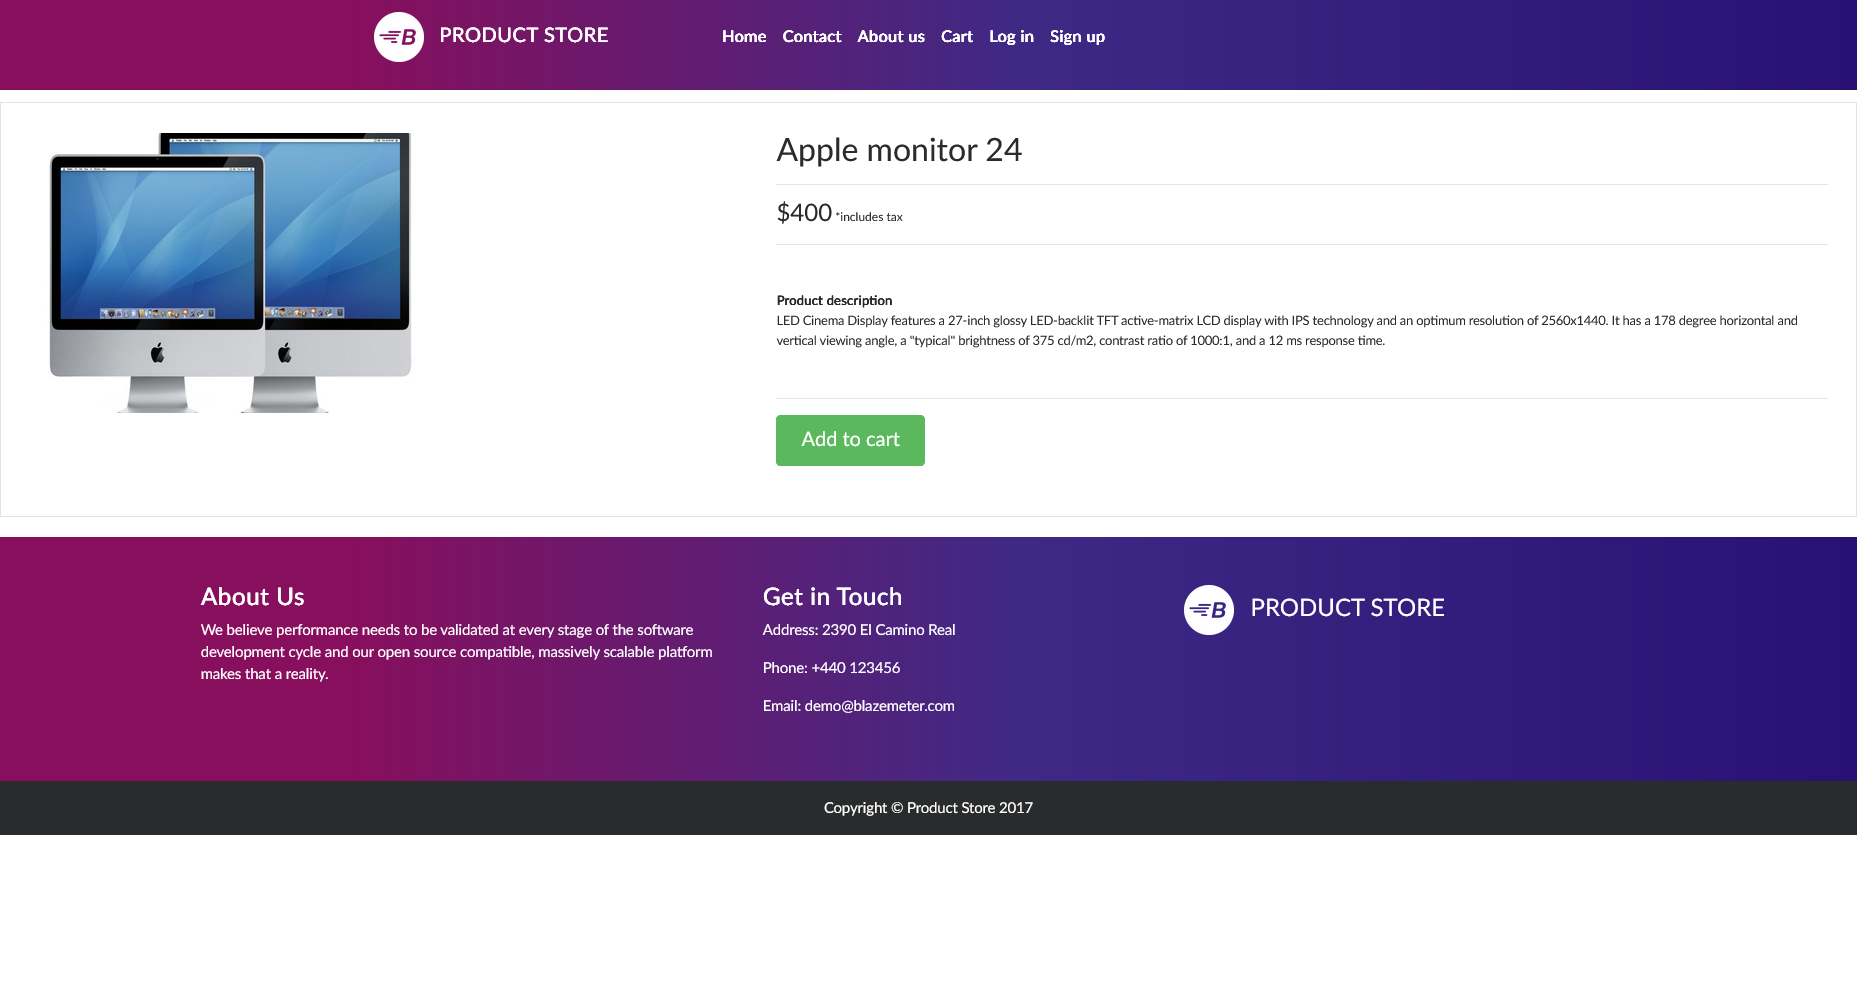 B PRODUCT STORE
Home Contact About us Cart Log in Sign up
Apple monitor 24
$400 *includes tax
Product description
LED Cinema Display features a 27-inch glossy LED-backlit TFT active-matrix LCD display with IPS technology and an optimum resolution of 2560x1440. It has a 178 degree horizontal and
vertical viewing angle, a "typical" brightness of 375 cd/m2, contrast ratio of 1000:1, and a 12 ms response time.
Add to cart
About Us
We believe performance needs to be validated at every stage of the software
development cycle and our open source compatible, massively scalable platform
makes that a reality.
Get in Touch
Address: 2390 El Camino Real
Phone: +440 123456
Email: demo@blazemeter.com
B PRODUCT STORE
Copyright © Product Store 2017